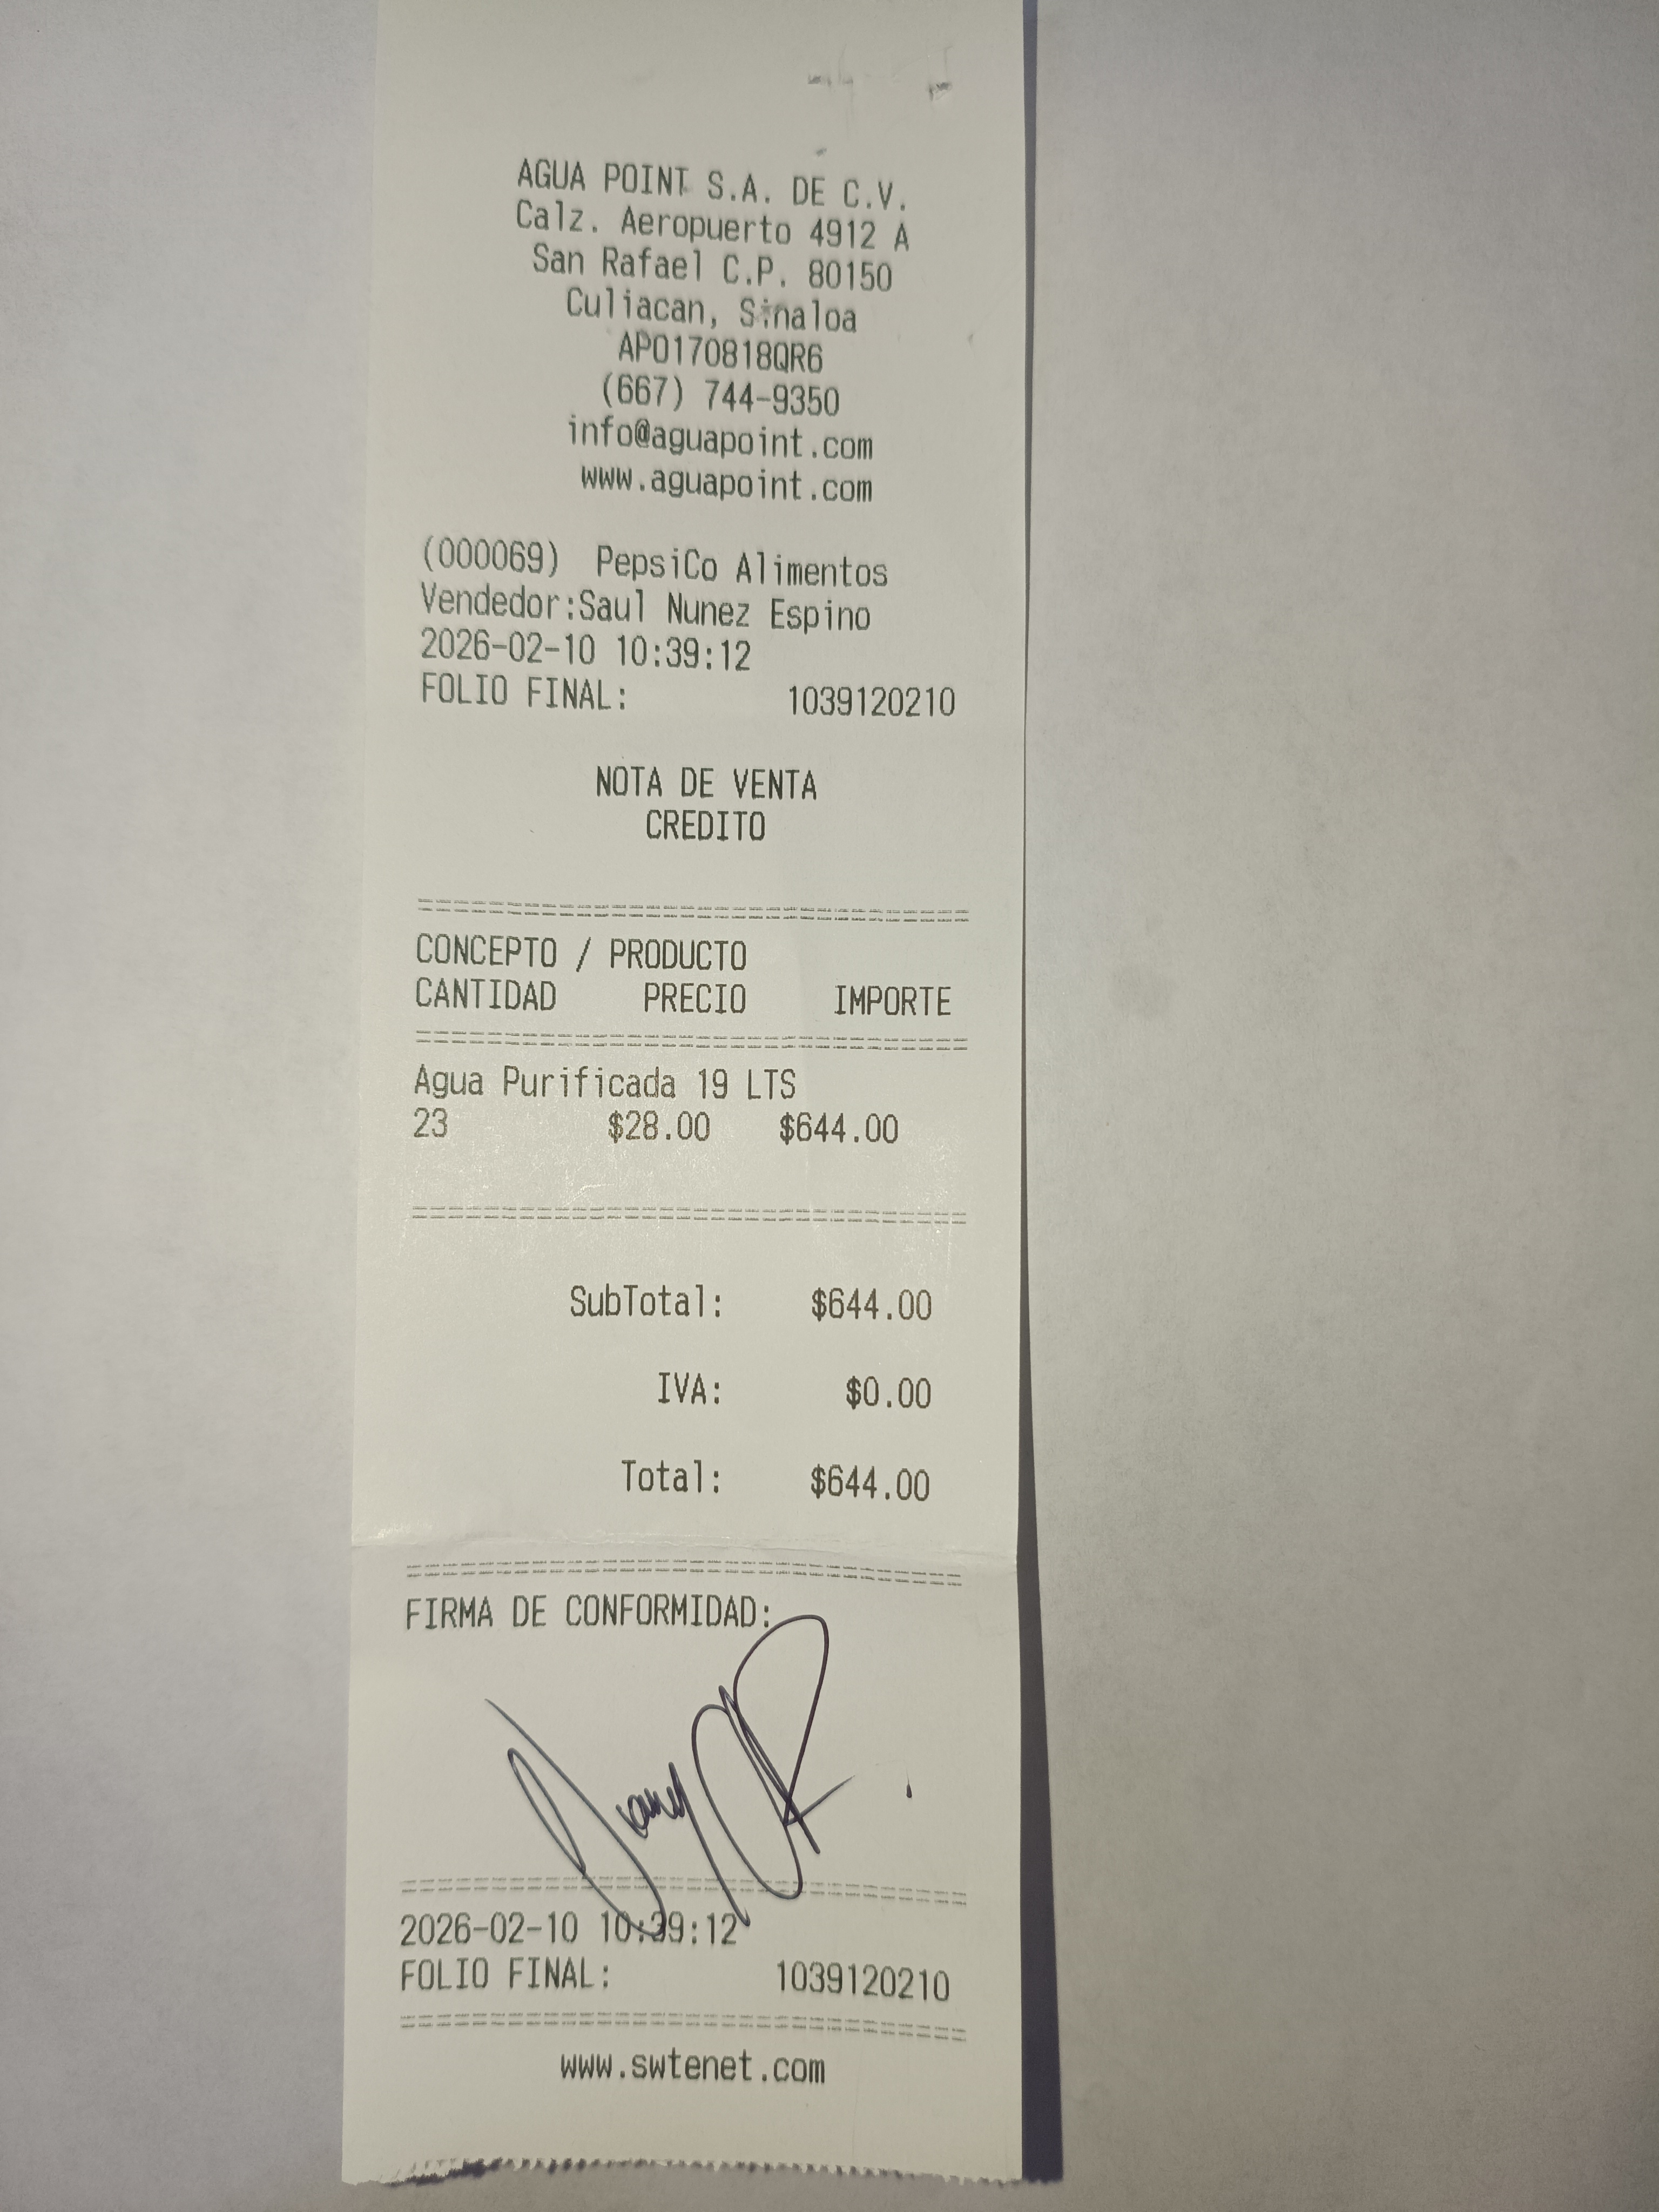 AGUA POINT S.A. DE C.V.
Calz. Aeropuerto 4912 A
San Rafael C.P. 80150
Culiacan, Sinaloa
APO170818QR6
(667) 744-9350
info@aguapoint.com
www.aguapoint.com
(000069) PepsiCo Alimentos
Vendedor:Saul Nunez Espino
2026-02-10 10:39:12
FOLIO FINAL: 1039120210
NOTA DE VENTA
CREDITO
CONCEPTO / PRODUCTO
CANTIDAD PRECIO IMPORTE
Agua Purificada 19 LTS
23 $28.00 $644.00
SubTotal: $644.00
IVA: $0.00
Total: $644.00
FIRMA DE CONFORMIDAD:
2026-02-10 10:39:12
FOLIO FINAL: 1039120210
www.swtenet.com